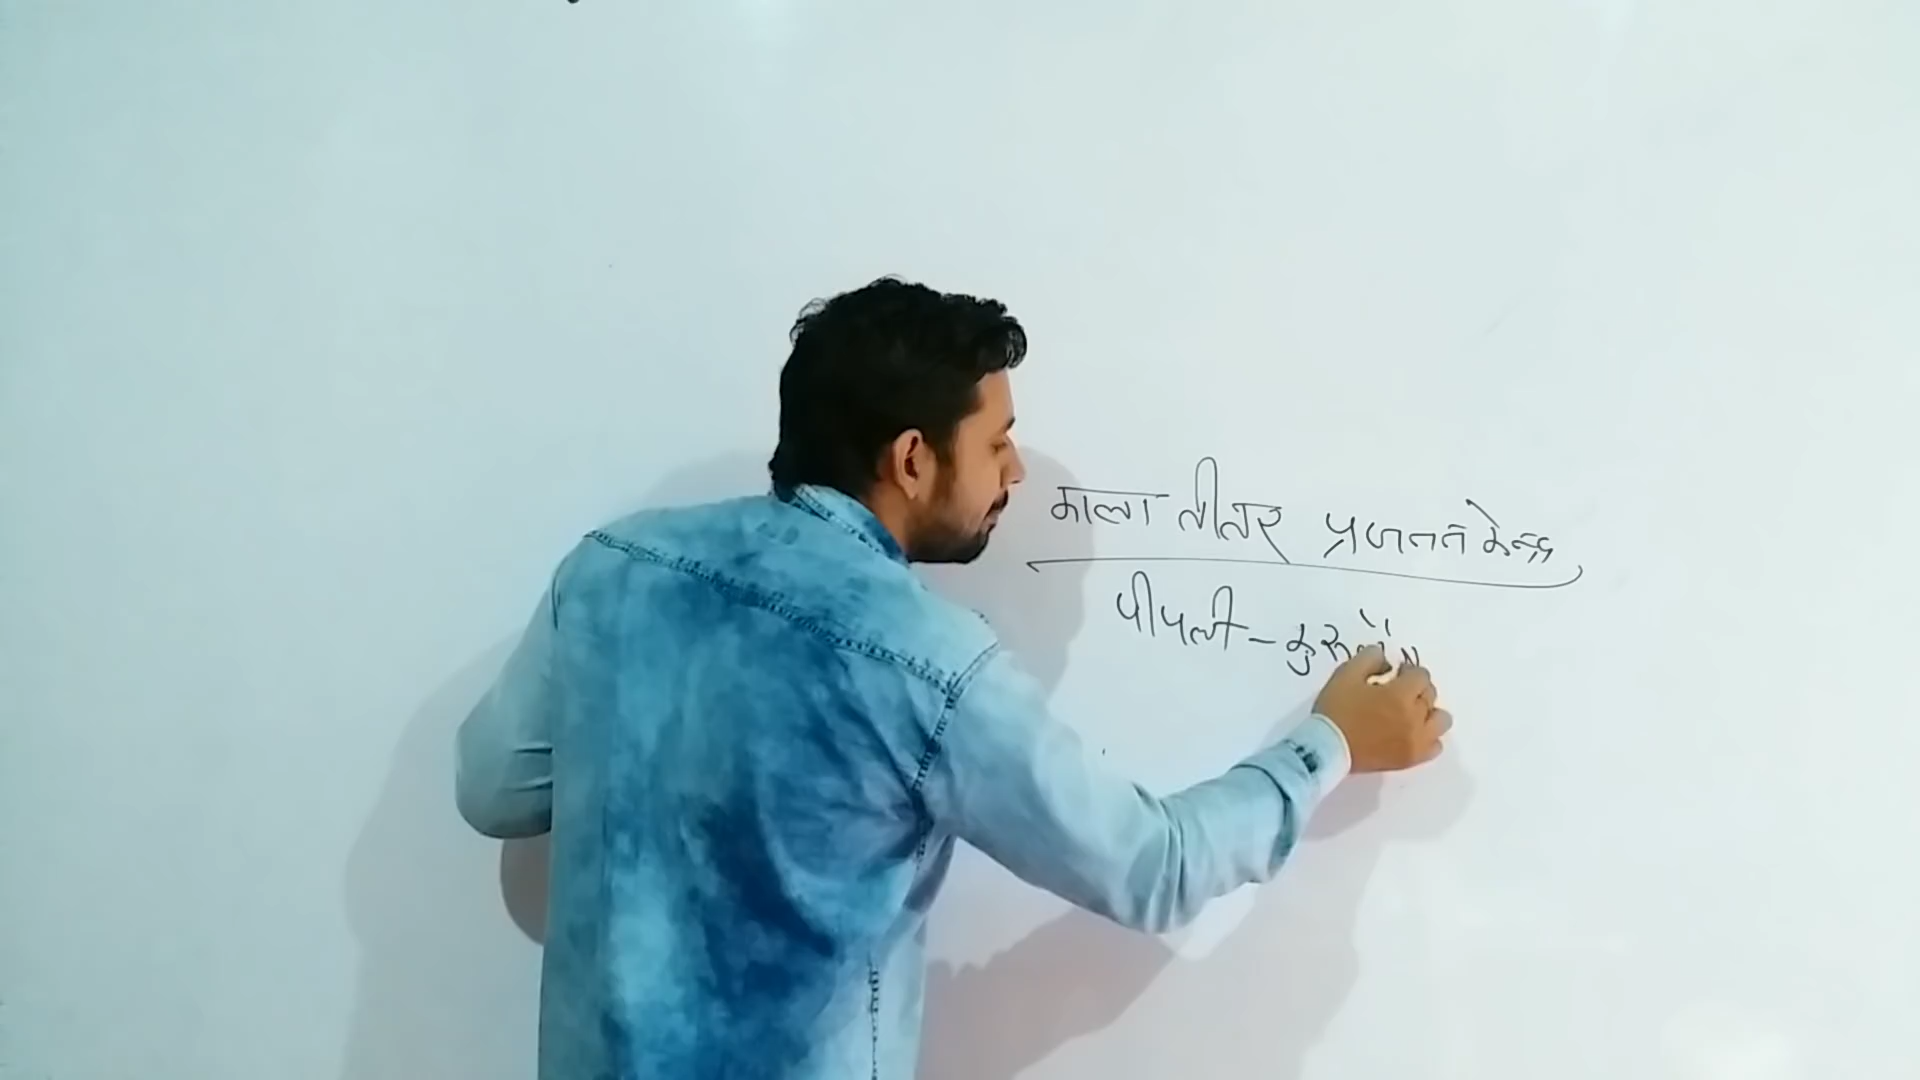 काला तीतर प्रजनन केन्द्र
पीपली - कुरूक्षेत्र